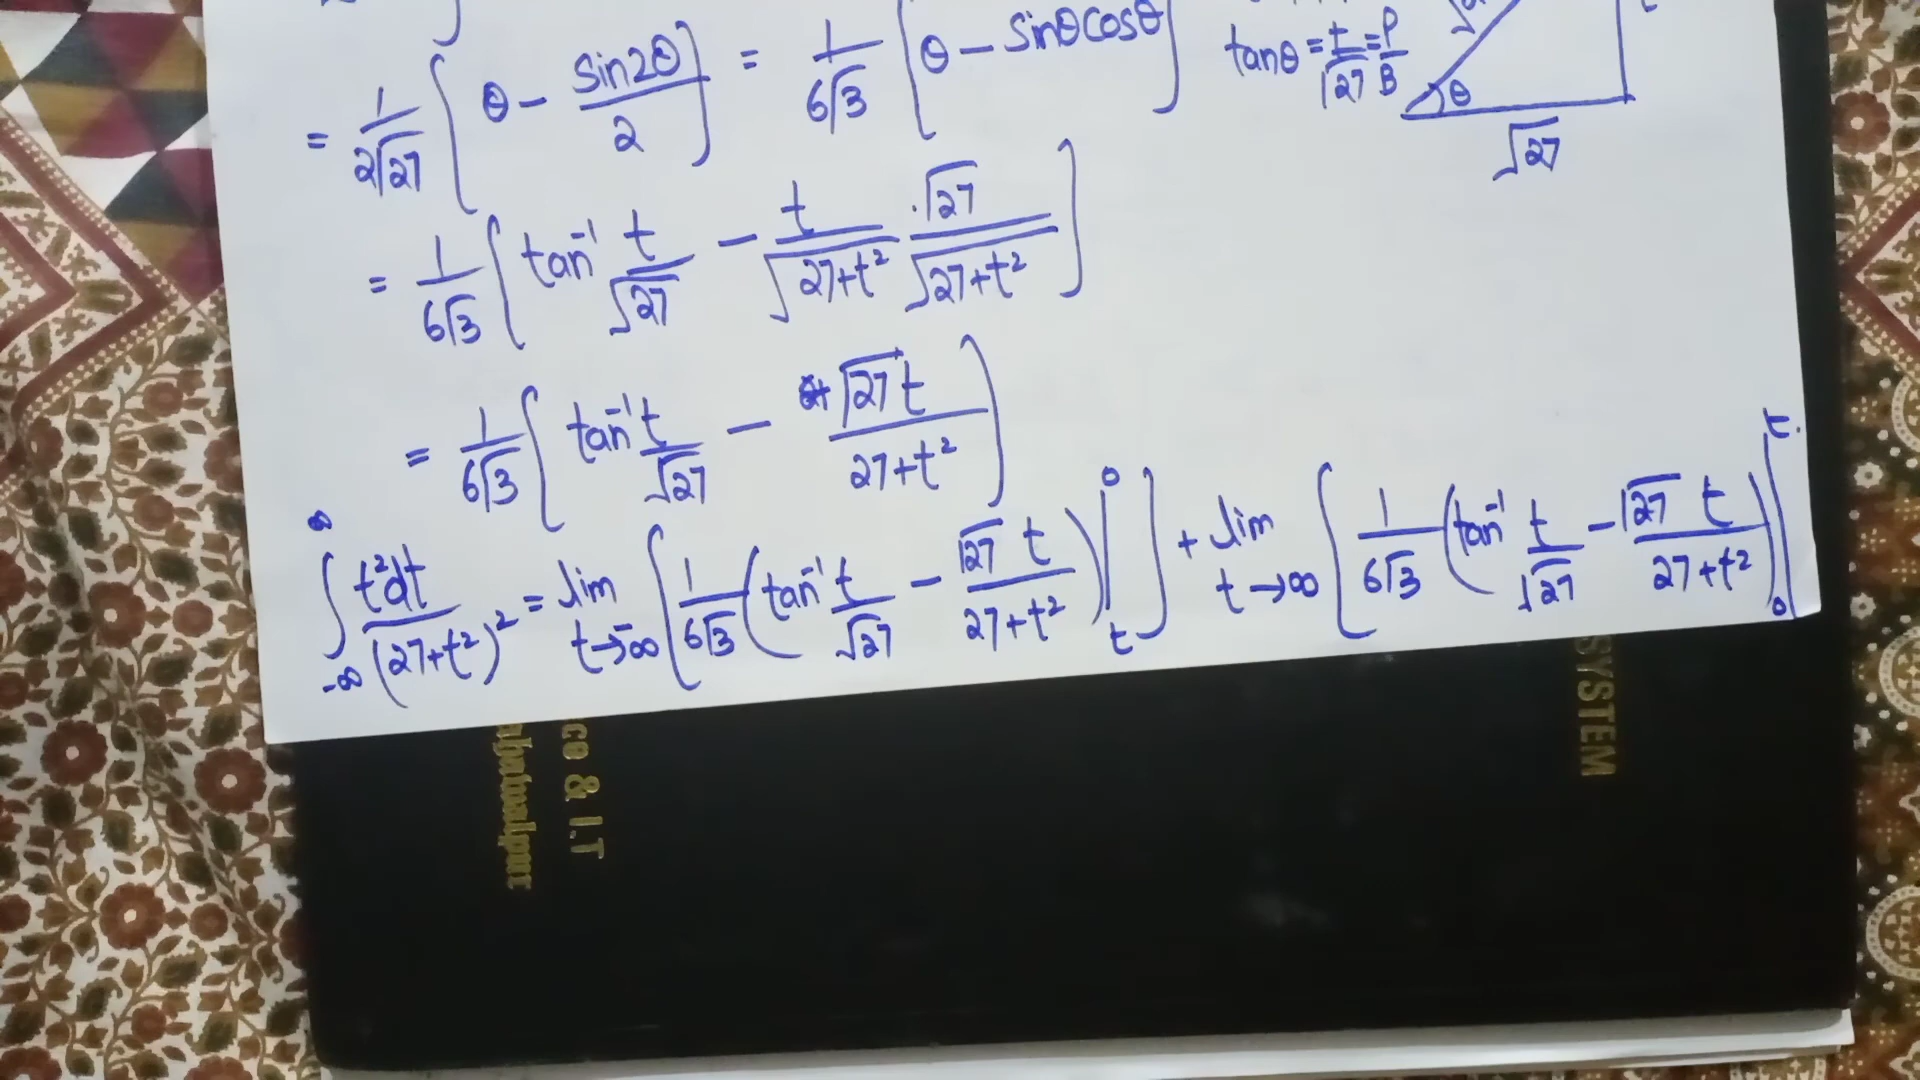 = 1/(2√27) [θ - sin2θ/2] = 1/(6√3) [θ - sinθcosθ]
tanθ = t/√27 = P/B
θ
√27
= 1/(6√3) [tan⁻¹ t/√27 - t/√(27+t²) · √27/√(27+t²)]
= 1/(6√3) [tan⁻¹ t/√27 - √27 t/(27+t²)]
∫_{-∞}^{∞} t²dt/(27+t²)² = lim_{t→-∞} [1/(6√3) (tan⁻¹ t/√27 - √27 t/(27+t²))|_t^0] + lim_{t→∞} [1/(6√3) (tan⁻¹ t/√27 - √27 t/(27+t²))|_0^t
SYSTEM
& I.T